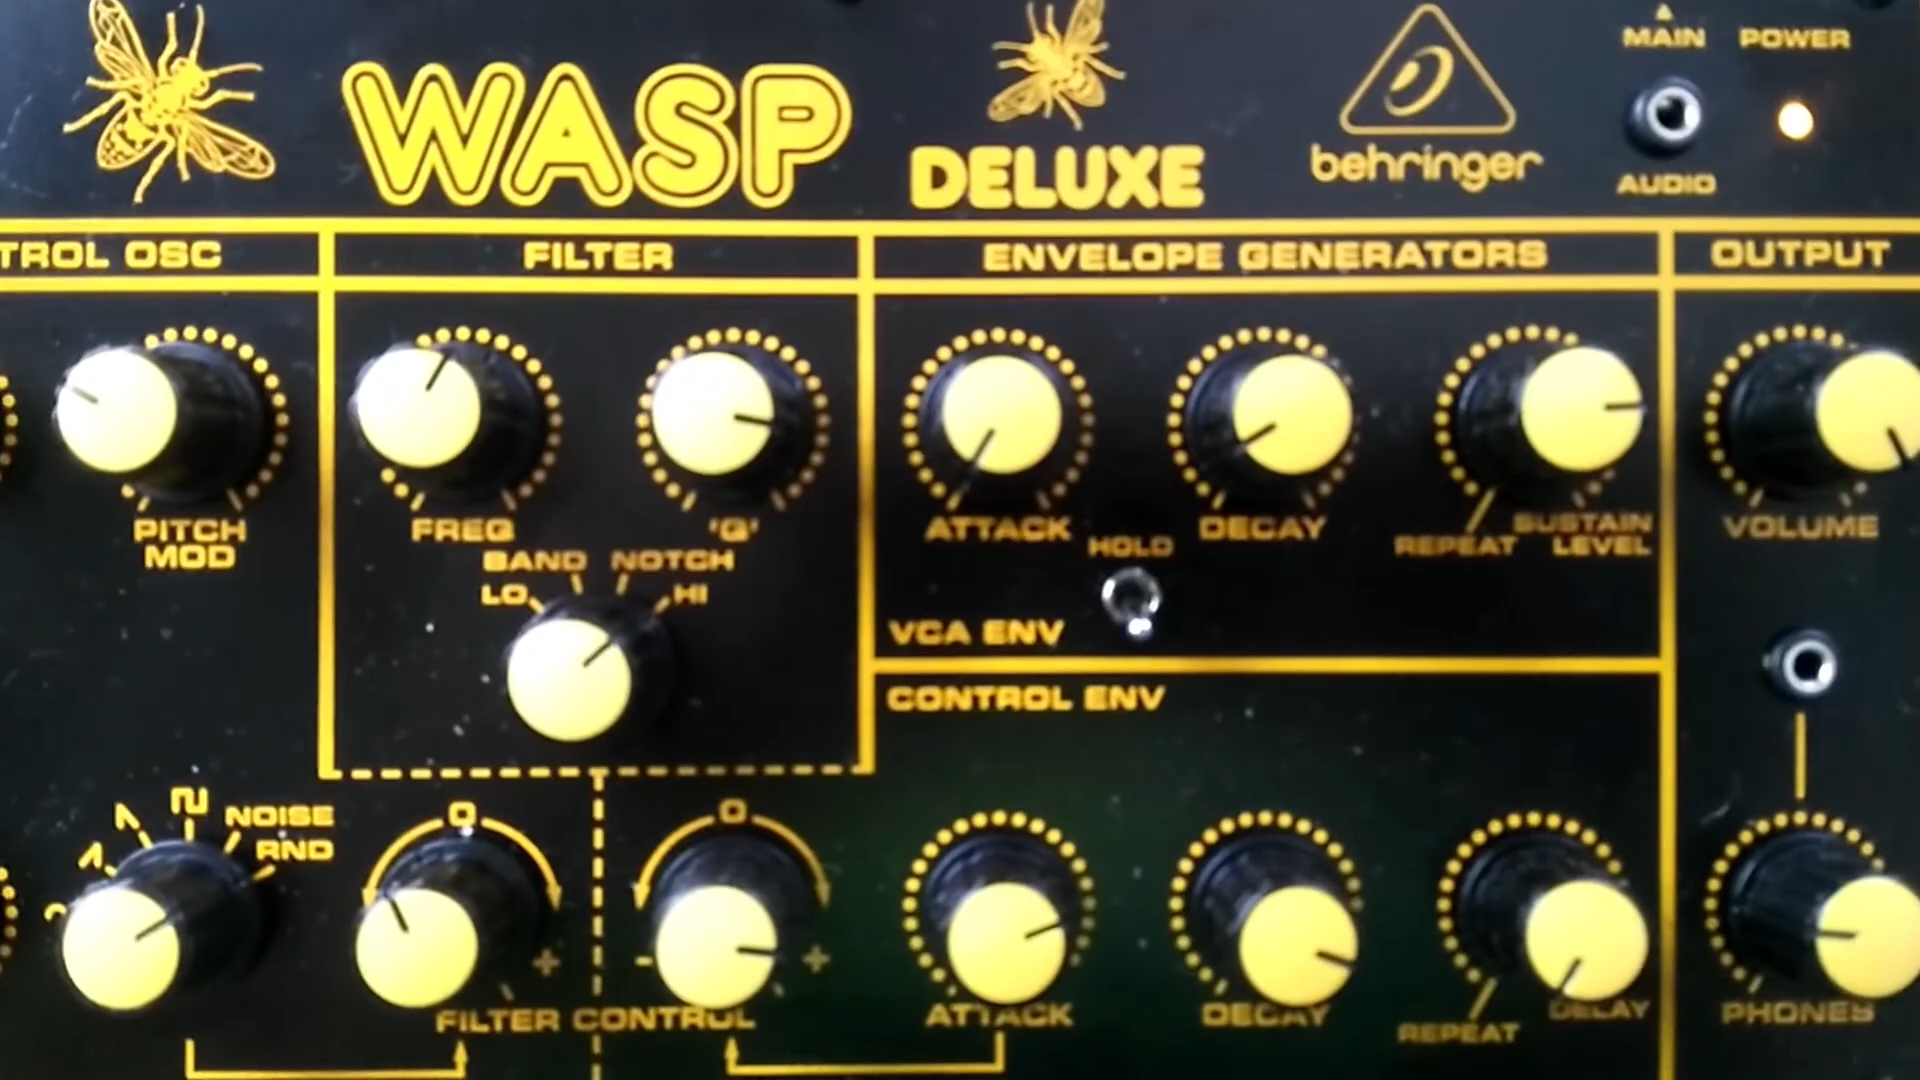 WASP
DELUXE
behringer
MAIN
POWER
AUDIO
TROL OSC
FILTER
ENVELOPE GENERATORS
OUTPUT
PITCH
MOD
FREQ
'Q'
ATTACK
DECAY
REPEAT
SUSTAIN
LEVEL
VOLUME
HOLD
BAND
NOTCH
LO
HI
VCA ENV
CONTROL ENV
NOISE
RND
0
0
+
-
+
FILTER CONTROL
ATTACK
DECAY
REPEAT
DELAY
PHONES